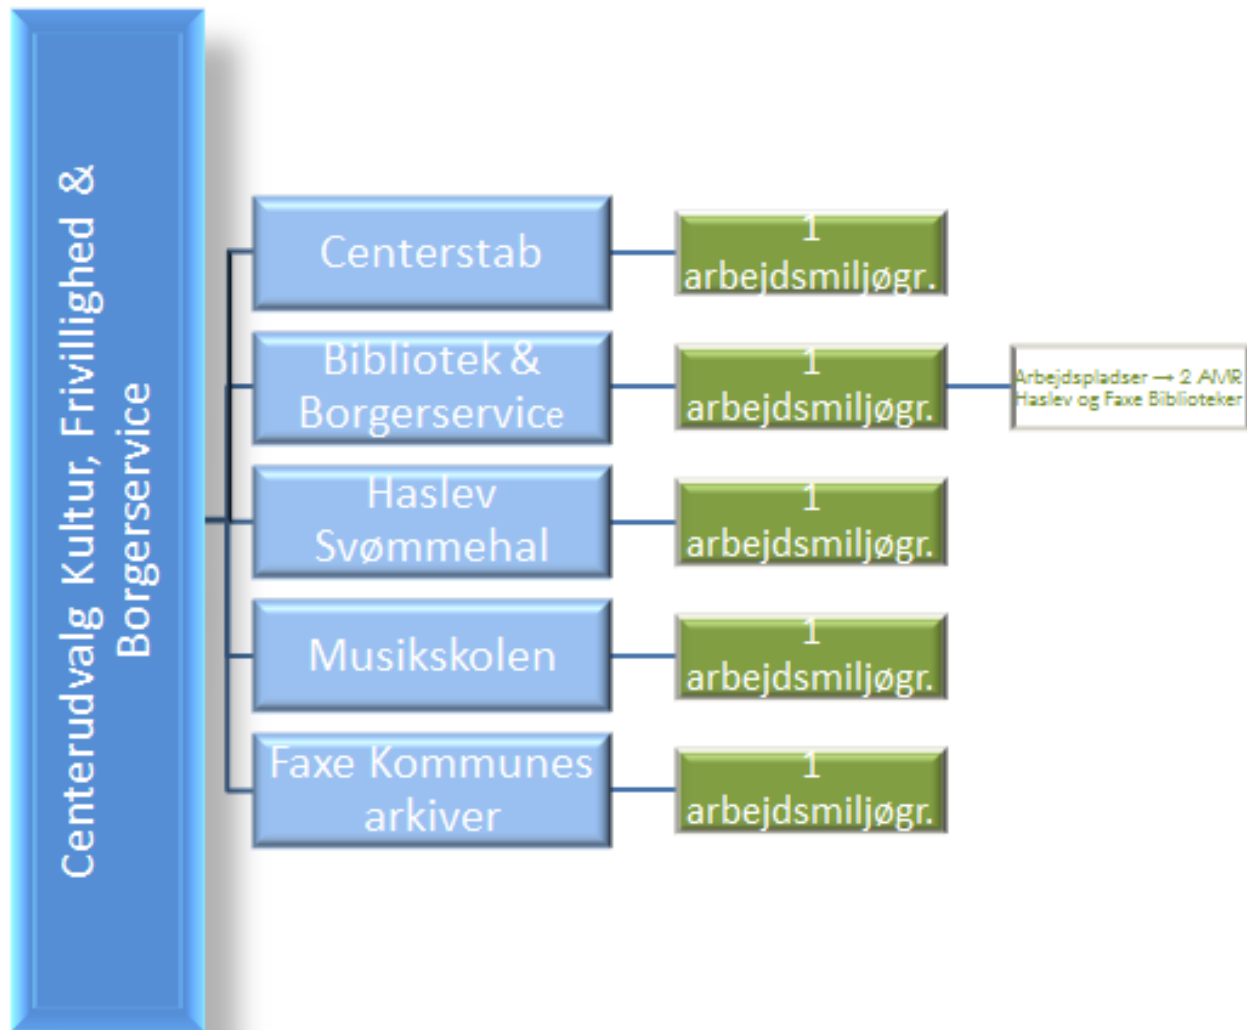 Centerudvalg Kultur, Frivillighed &
Borgerservice
Centerstab
1
arbejdsmiljøgr.
Bibliotek &
Borgerservice
1
arbejdsmiljøgr.
Arbejdspladser → 2 AMR
Haslev og Faxe Biblioteker
Haslev
Svømmehal
1
arbejdsmiljøgr.
Musikskolen
1
arbejdsmiljøgr.
Faxe Kommunes
arkiver
1
arbejdsmiljøgr.